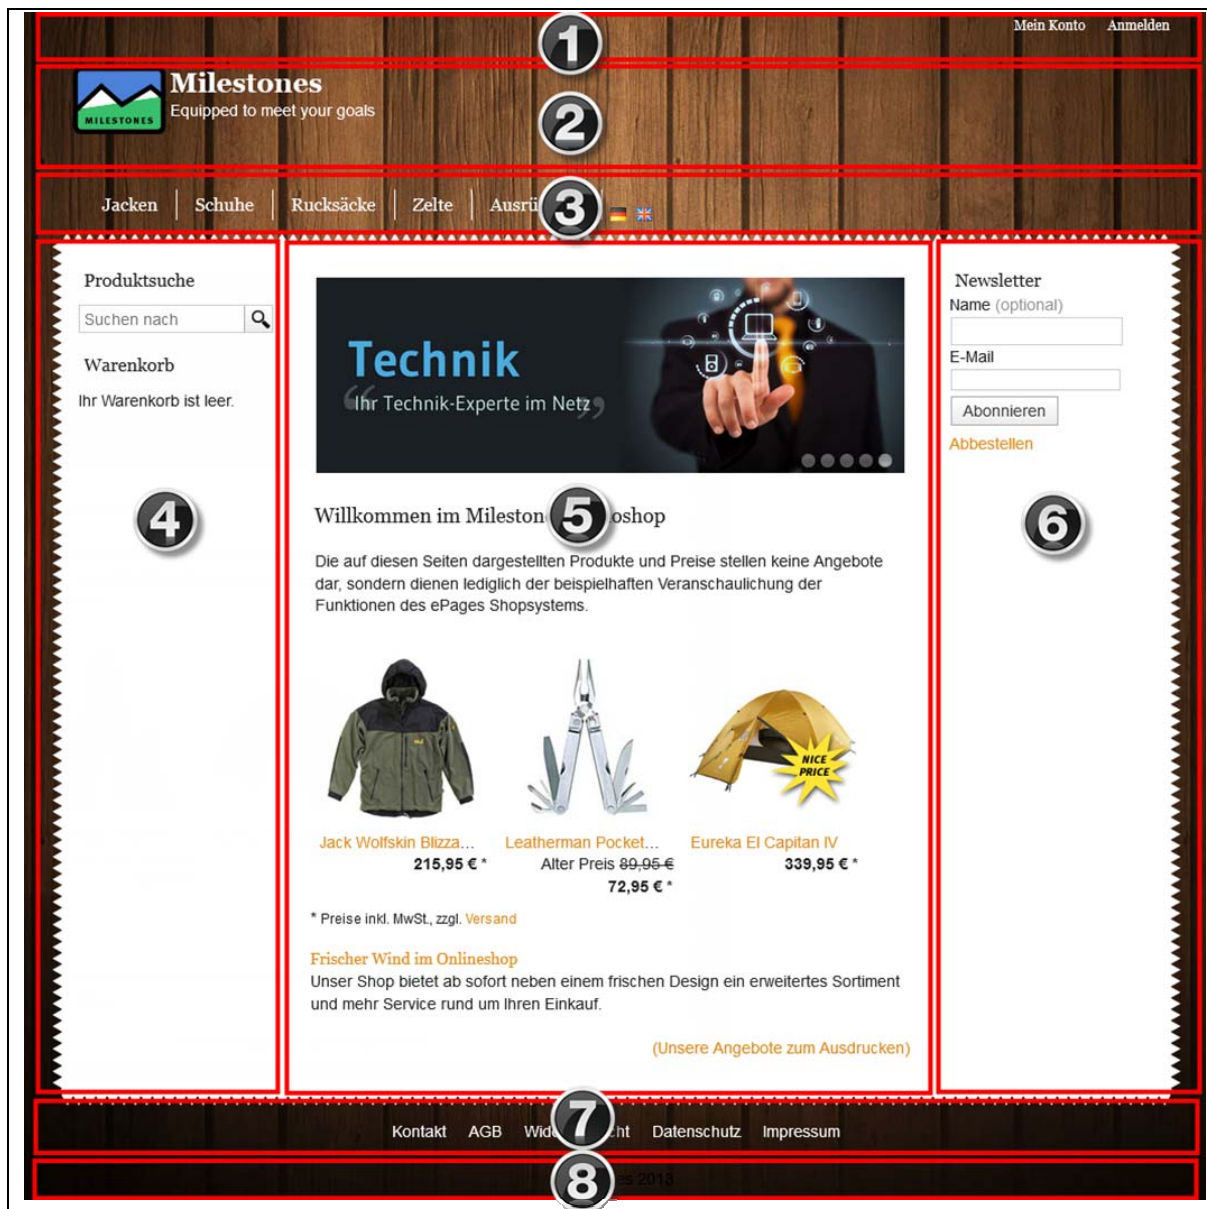 1
Mein Konto Anmelden
Milestones
Equipped to meet your goals
MILESTONES
2
Jacken Schuhe Rucksäcke Zelte
3
Produktsuche
Suchen nach
Warenkorb
Ihr Warenkorb ist leer.
4
Technik
“Ihr Technik-Experte im Netz”
Willkommen im
5
Die auf diesen Seiten dargestellten Produkte und Preise stellen keine Angebote
dar, sondern dienen lediglich der beispielhaften Veranschaulichung der
Funktionen des ePages Shopsystems.
NICE
PRICE
Jack Wolfskin Blizza...
215,95 € *
Leatherman Pocket...
Alter Preis 89,95 €
72,95 € *
Eureka El Capitan IV
339,95 € *
* Preise inkl. MwSt., zzgl. Versand
Frischer Wind im Onlineshop
Unser Shop bietet ab sofort neben einem frischen Design ein erweitertes Sortiment
und mehr Service rund um Ihren Einkauf.
(Unsere Angebote zum Ausdrucken)
Newsletter
Name (optional)
E-Mail
Abonnieren
Abbestellen
6
7
Kontakt AGB Datenschutz Impressum
8
2013